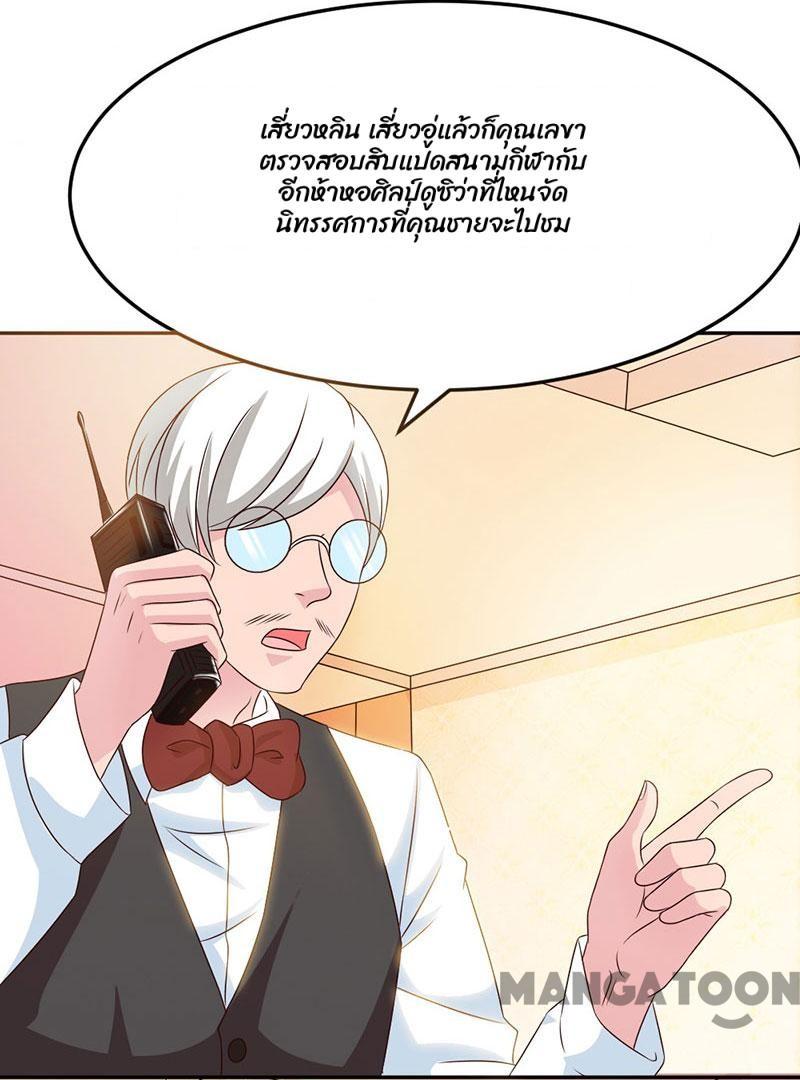 เสี่ยวหลิน เสี่ยวอู่แล้วก็คุณเลขา
ตรวจสอบสิบแปดสนามกีฬากับ
อีกห้าหอศิลป์ดูซิว่าที่ไหนจัด
นิทรรศการที่คุณชายจะไปชม
MANGATOON